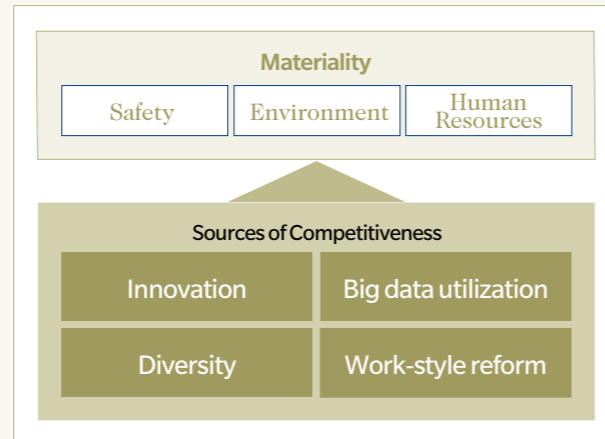 Materiality
Safety
Environment
Human
Resources
Sources of Competitiveness
Innovation
Big data utilization
Diversity
Work-style reform